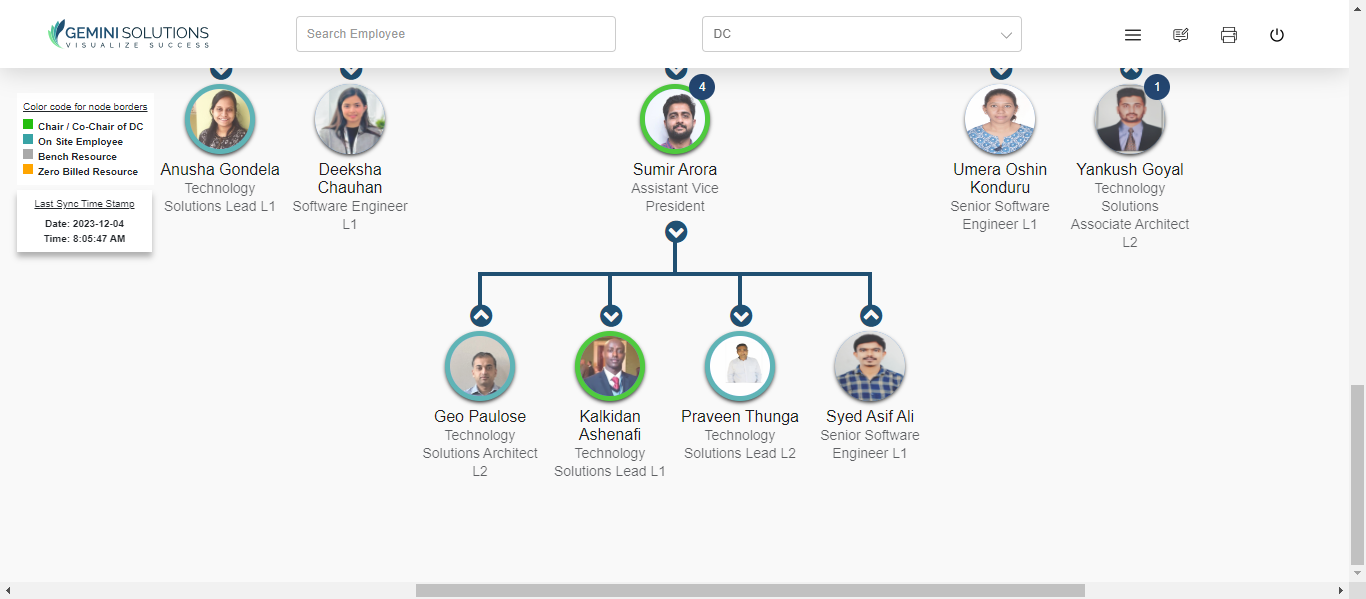 GEMINI SOLUTIONS
VISUALIZE SUCCESS
Search Employee
DC
Color code for node borders
Chair / Co-Chair of DC
On Site Employee
Bench Resource
Zero Billed Resource
Last Sync Time Stamp
Date: 2023-12-04
Time: 8:05:47 AM
Anusha Gondela
Technology
Solutions Lead L1
Deeksha
Chauhan
Software Engineer
L1
4
Sumir Arora
Assistant Vice
President
Umera Oshin
Konduru
Senior Software
Engineer L1
1
Yankush Goyal
Technology
Solutions
Associate Architect
L2
Geo Paulose
Technology
Solutions Architect
L2
Kalkidan
Ashenafi
Technology
Solutions Lead L1
Praveen Thunga
Technology
Solutions Lead L2
Syed Asif Ali
Senior Software
Engineer L1